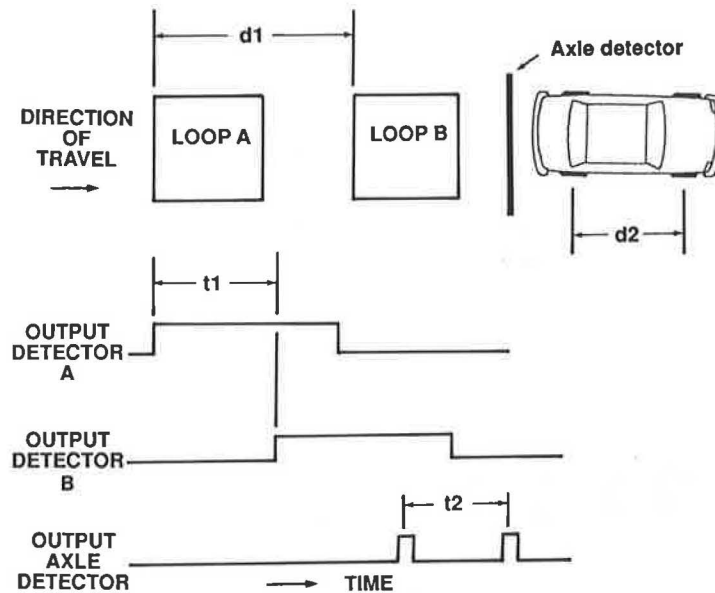 d1
Axle detector
DIRECTION
OF
TRAVEL
LOOP A
LOOP B
d2
t1
OUTPUT
DETECTOR
A
OUTPUT
DETECTOR
B
t2
OUTPUT
AXLE
DETECTOR
TIME